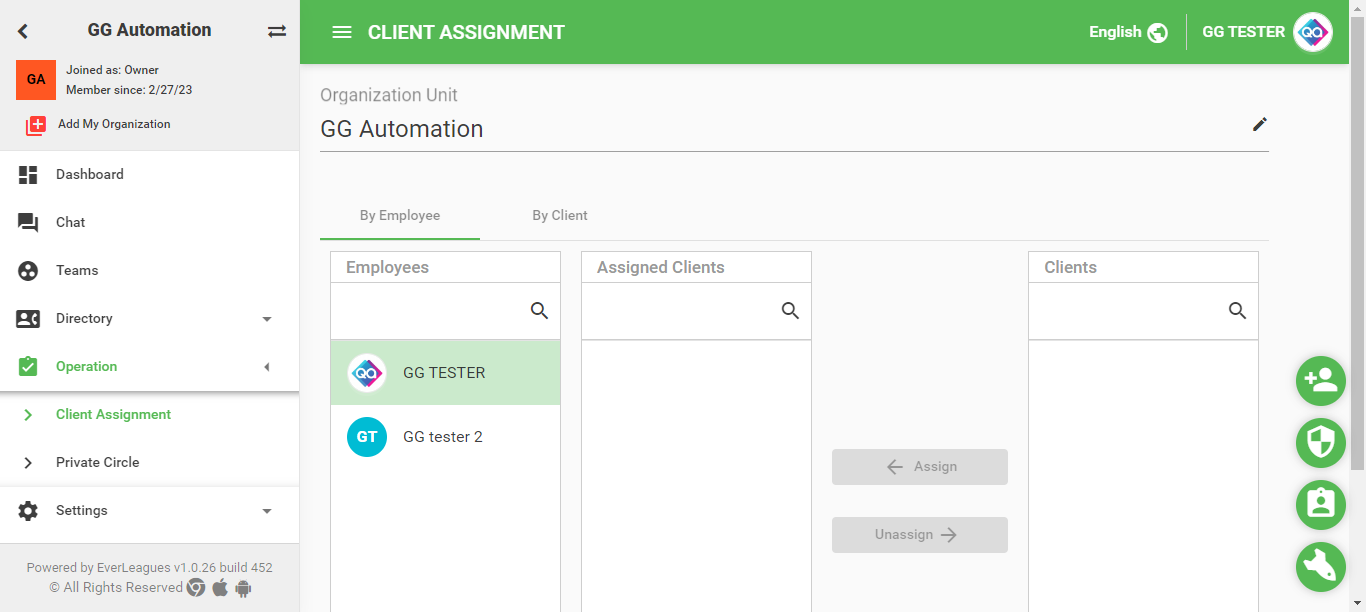 GG Automation
GA
Joined as: Owner
Member since: 2/27/23
Add My Organization
Dashboard
Chat
Teams
Directory
Operation
Client Assignment
Private Circle
Settings
Powered by EverLeagues v1.0.26 build 452
© All Rights Reserved
CLIENT ASSIGNMENT
English
GG TESTER
QA
Organization Unit
GG Automation
By Employee
By Client
Employees
Assigned Clients
Clients
QA
GG TESTER
GT
GG tester 2
Assign
Unassign